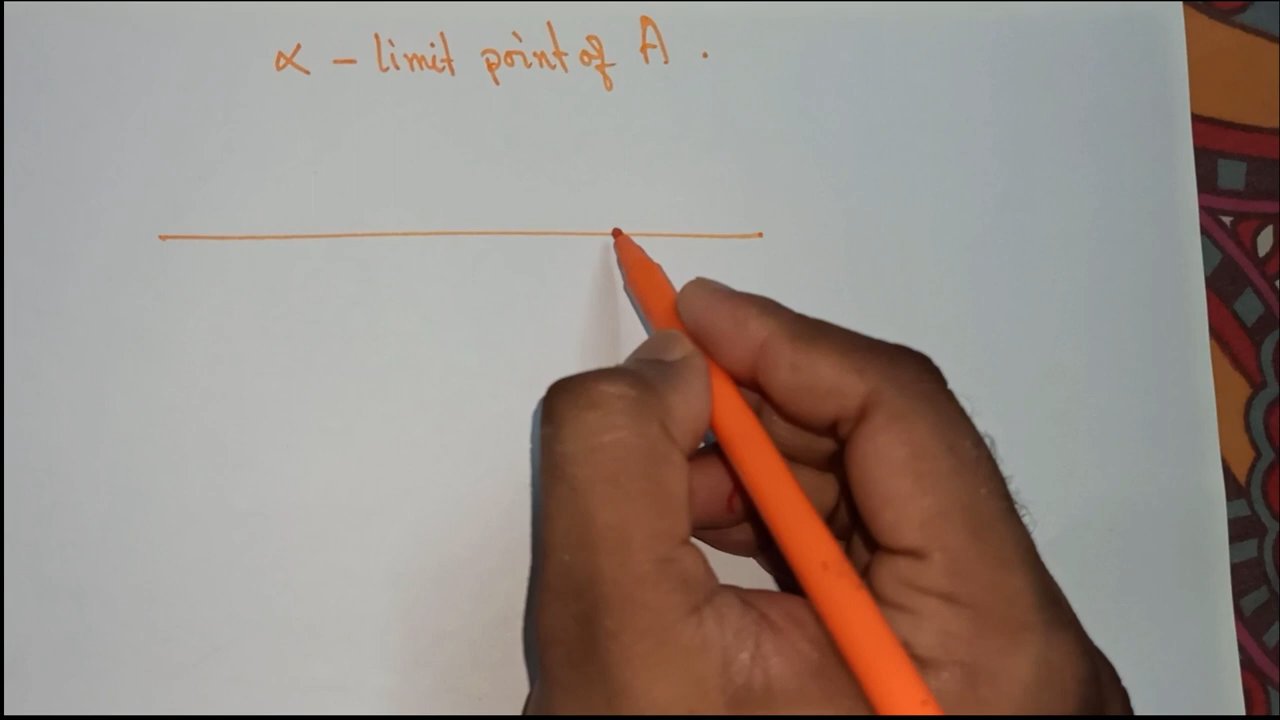 α - limit point of A.